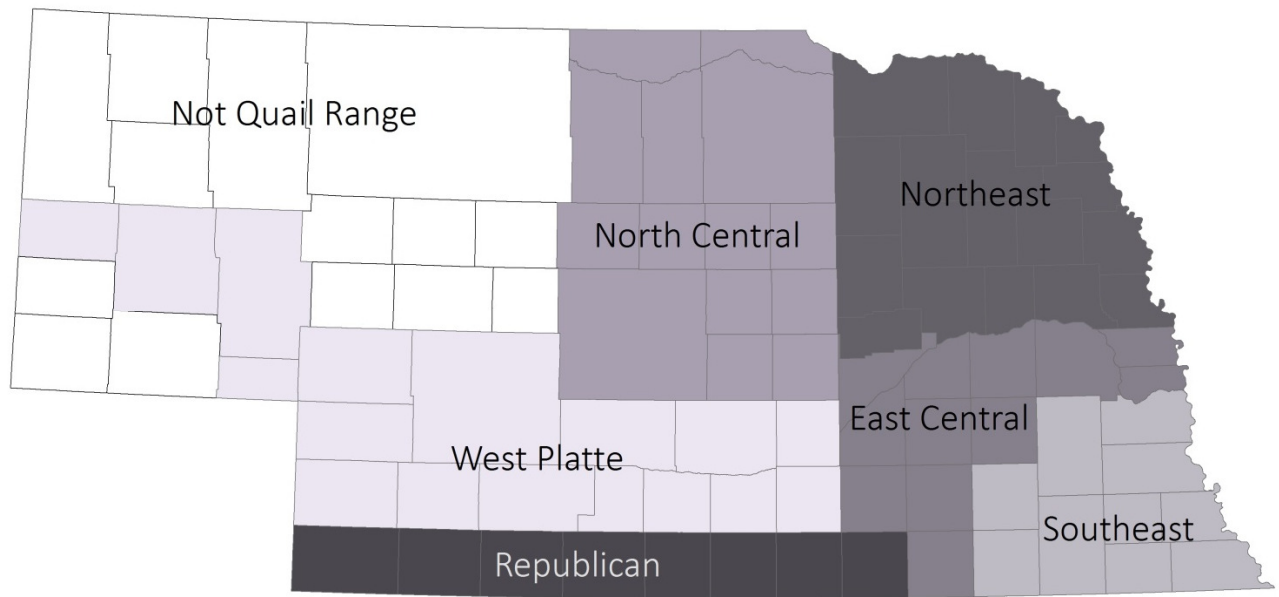 Not Quail Range
Northeast
North Central
East Central
West Platte
Southeast
Republican